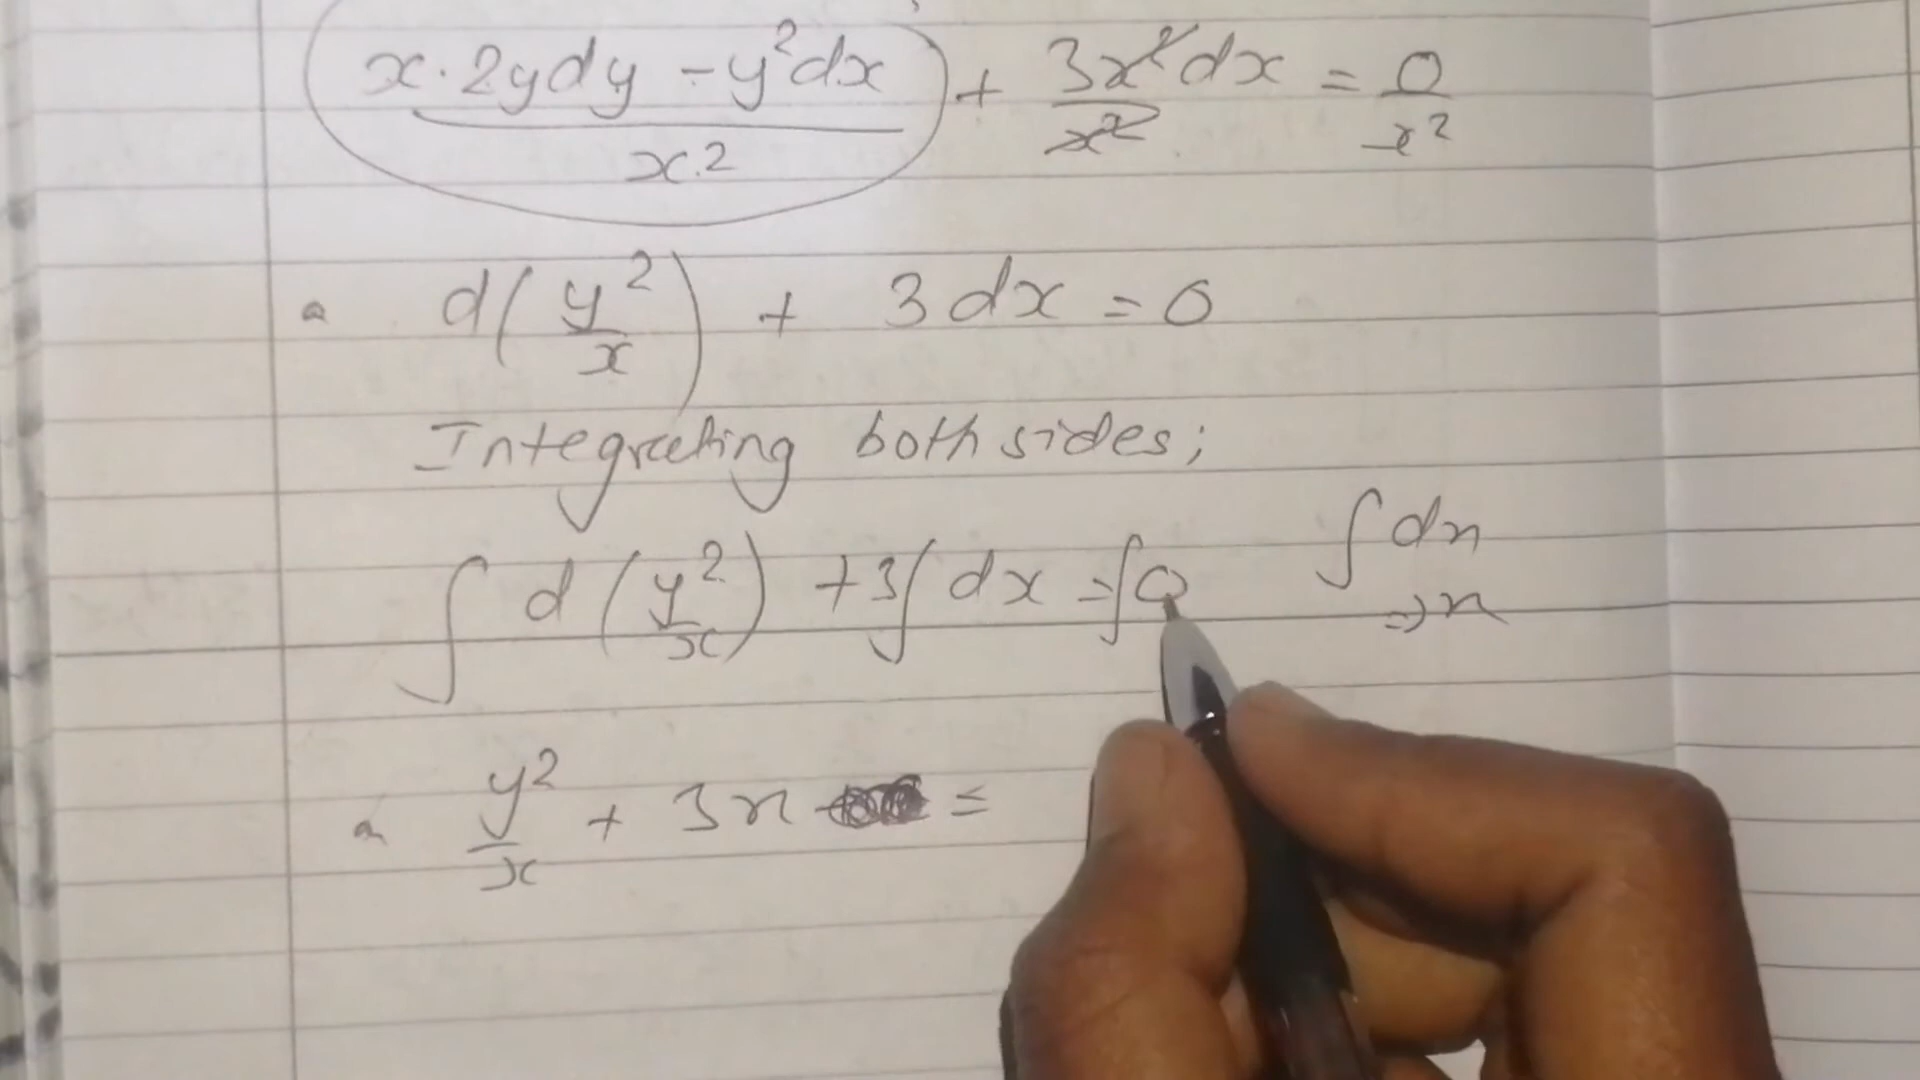 x·2ydy - y²dx / x² + 3x²dx / x² = 0 / x²
d(y²/x) + 3dx = 0
Integrating both sides;
∫ d(y²/x) + 3∫dx = ∫0
∫dx
⇒ x
y²/x + 3x =